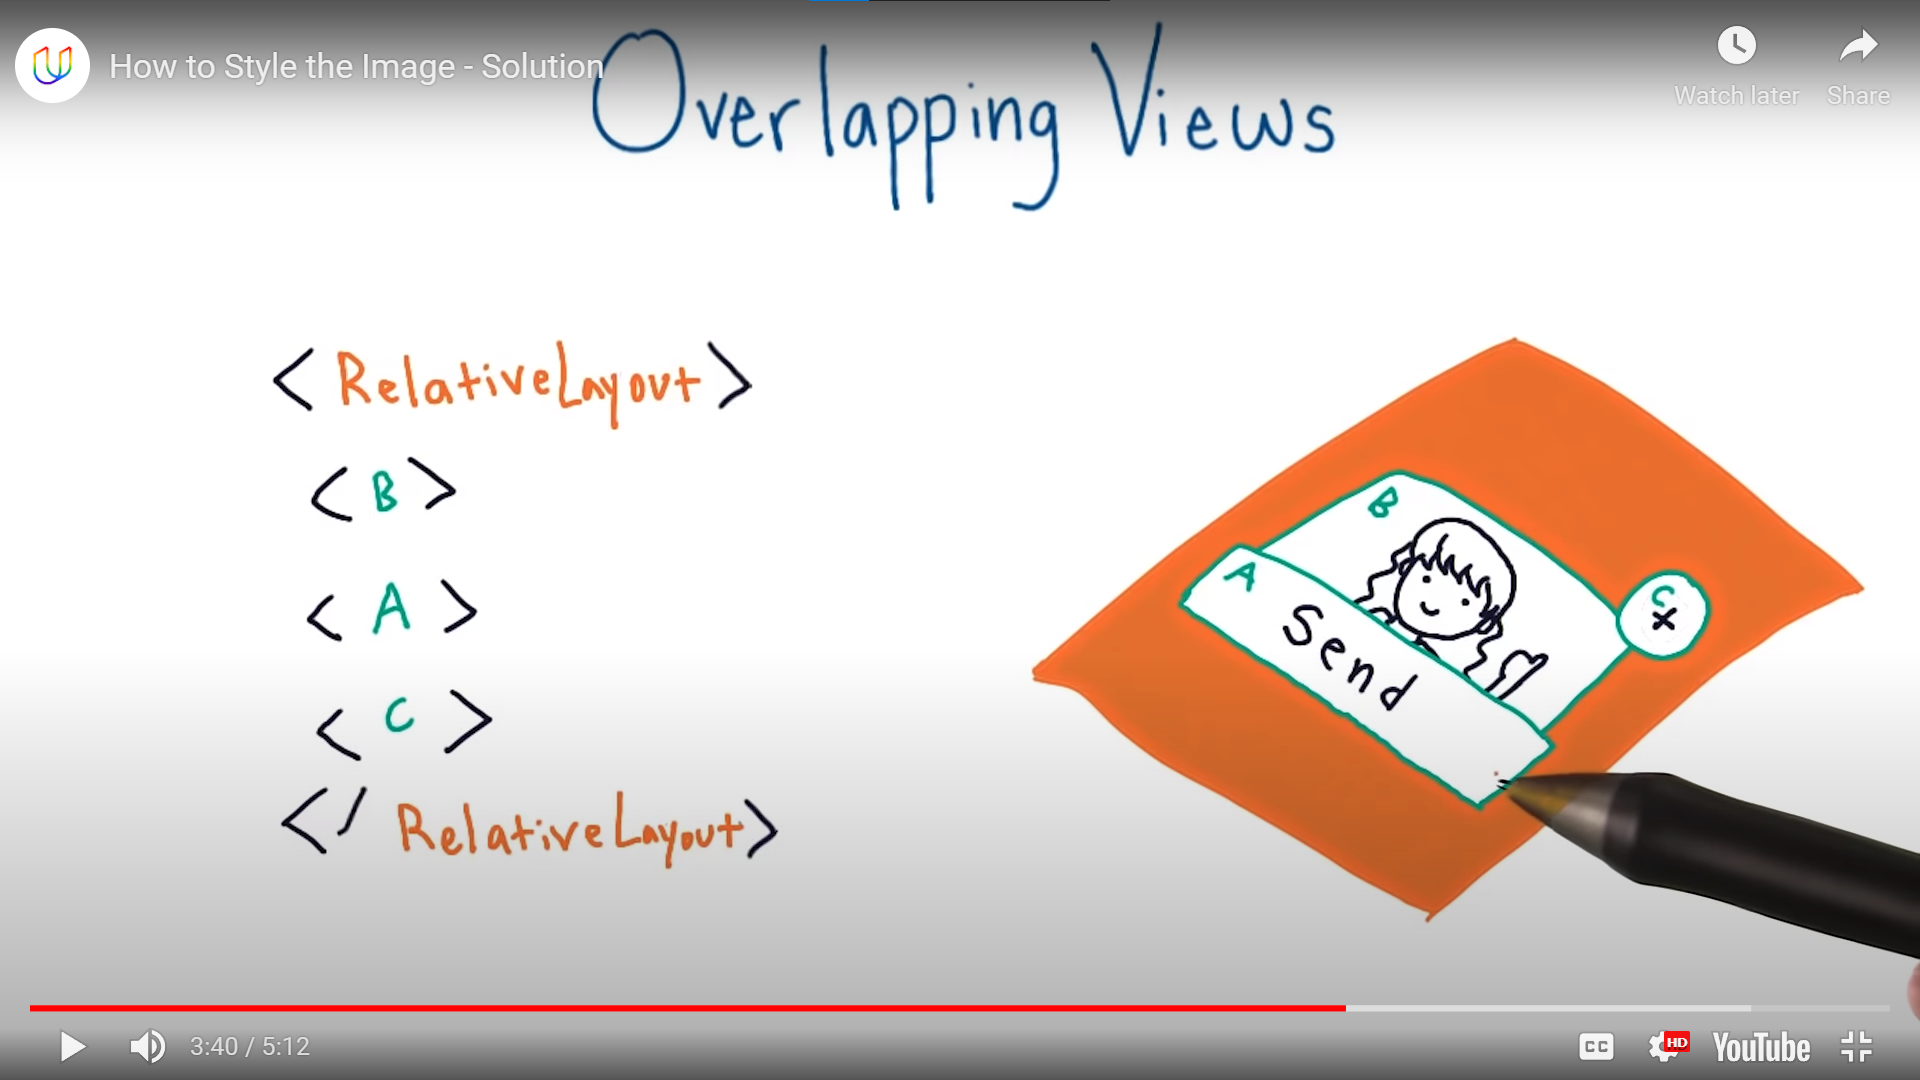 How to Style the Image - Solution
Watch later
Share
Overlapping Views
< RelativeLayout >
< B >
< A >
< C >
</ RelativeLayout>
B
A
Send
C
x
3:40 / 5:12
CC
HD
YouTube